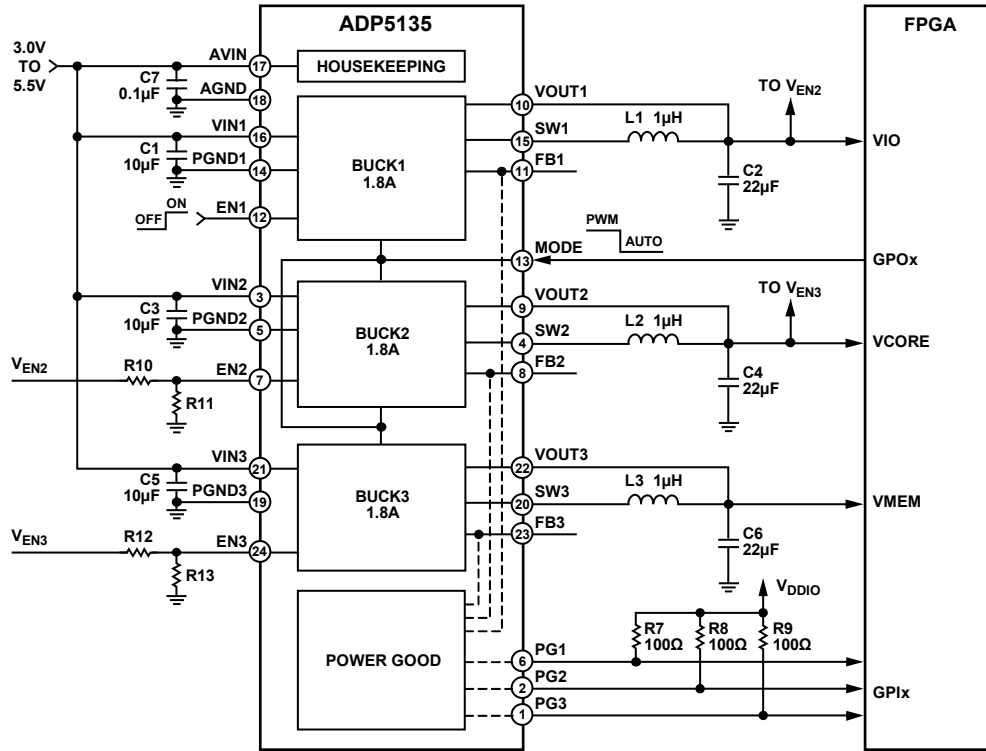 ADP5135
FPGA
3.0V
TO
5.5V
AVIN
17
HOUSEKEEPING
C7
0.1µF
AGND
18
VIN1
16
C1
10µF
PGND1
14
BUCK1
1.8A
OFF
ON
EN1
12
10
VOUT1
15
SW1
L1 1µH
11
FB1
TO VEN2
VIO
C2
22µF
PWM
AUTO
13
MODE
GPOx
VIN2
3
C3
10µF
PGND2
5
BUCK2
1.8A
VEN2
R10
EN2
7
R11
9
VOUT2
4
SW2
L2 1µH
8
FB2
TO VEN3
VCORE
C4
22µF
VIN3
21
C5
10µF
PGND3
19
BUCK3
1.8A
VEN3
R12
EN3
24
R13
22
VOUT3
20
SW3
L3 1µH
23
FB3
VMEM
C6
22µF
VDDIO
R7
100Ω
R8
100Ω
R9
100Ω
POWER GOOD
6
PG1
2
PG2
1
PG3
GPIx